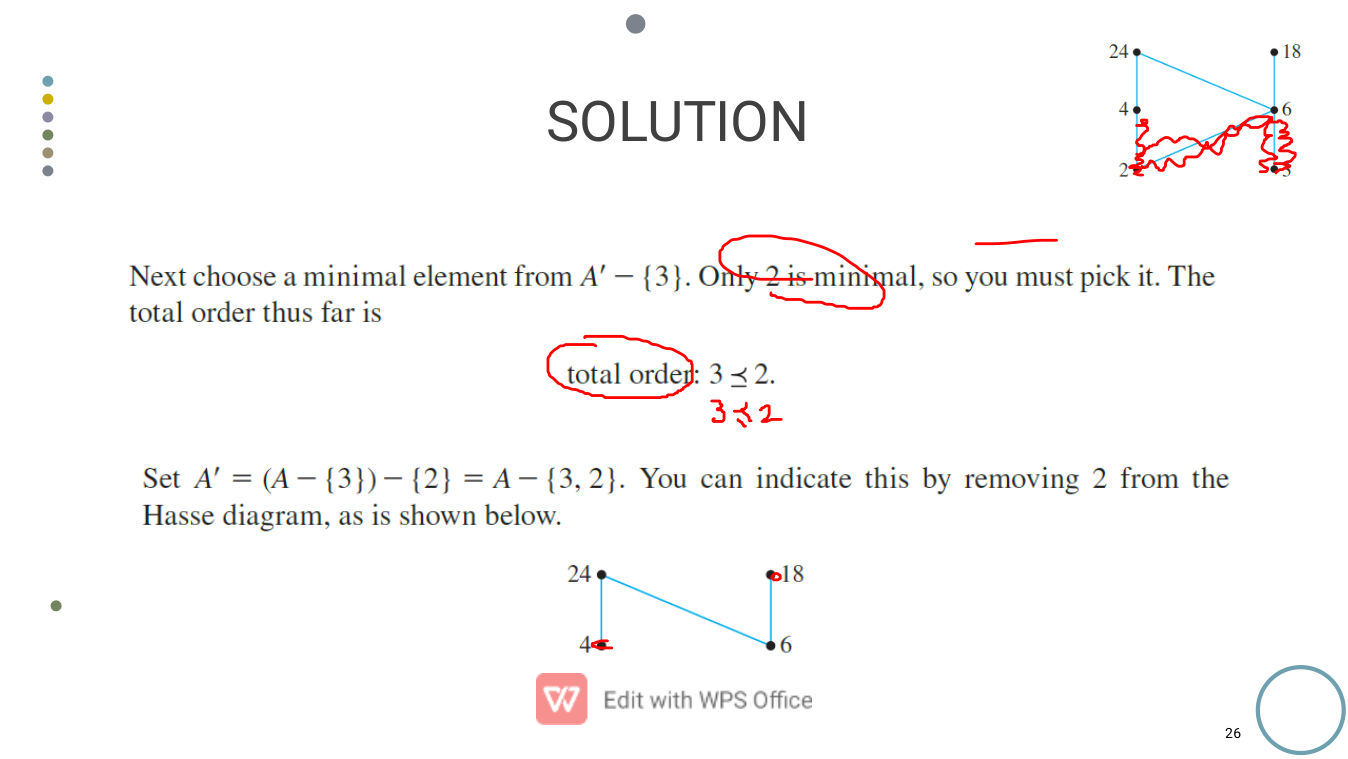 24 18
SOLUTION
4 6
2 3
Next choose a minimal element from A′ − {3}. Only 2 is minimal, so you must pick it. The
total order thus far is
total order: 3 ⪯ 2.
3 ⪯ 2
Set A′ = (A − {3}) − {2} = A − {3, 2}. You can indicate this by removing 2 from the
Hasse diagram, as is shown below.
24 18
4 6
Edit with WPS Office
26